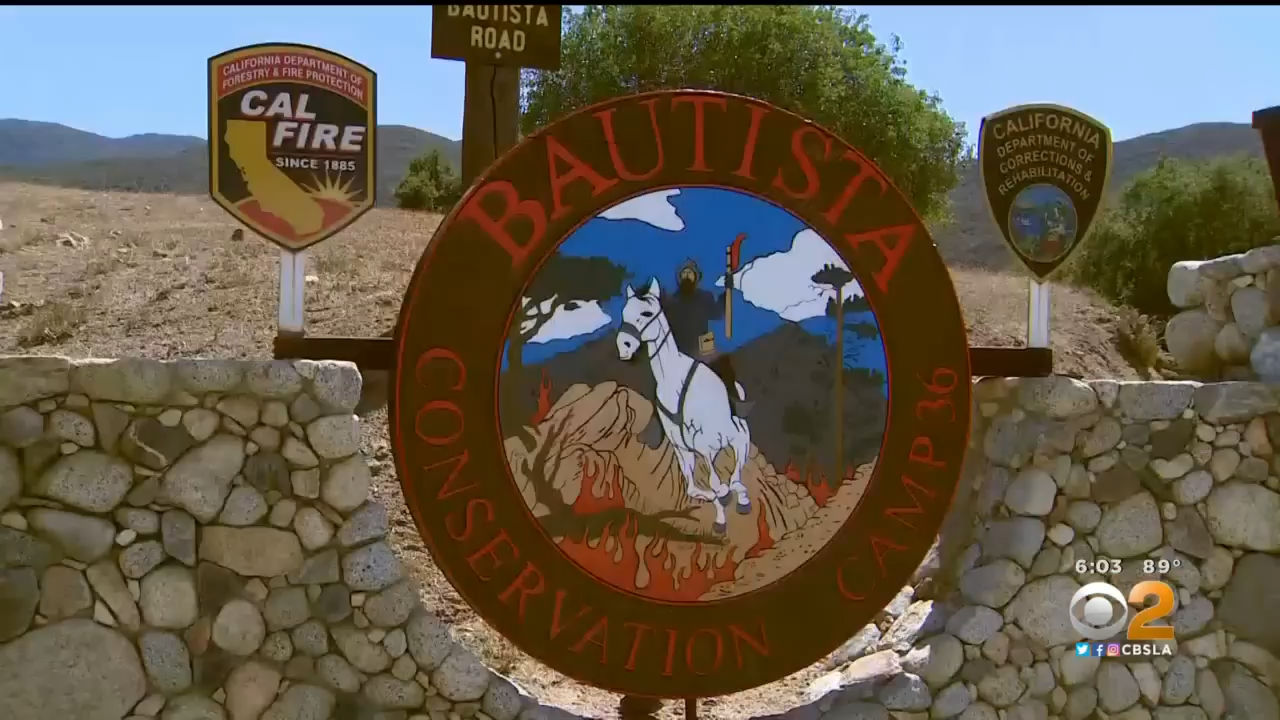 BAUTISTA
ROAD
CALIFORNIA DEPARTMENT OF
FORESTRY & FIRE PROTECTION
CAL
FIRE
SINCE 1885
BAUTISTA
CONSERVATION
CAMP 36
CALIFORNIA
DEPARTMENT OF
CORRECTIONS &
REHABILITATION
6:03 89°
2
CBSLA